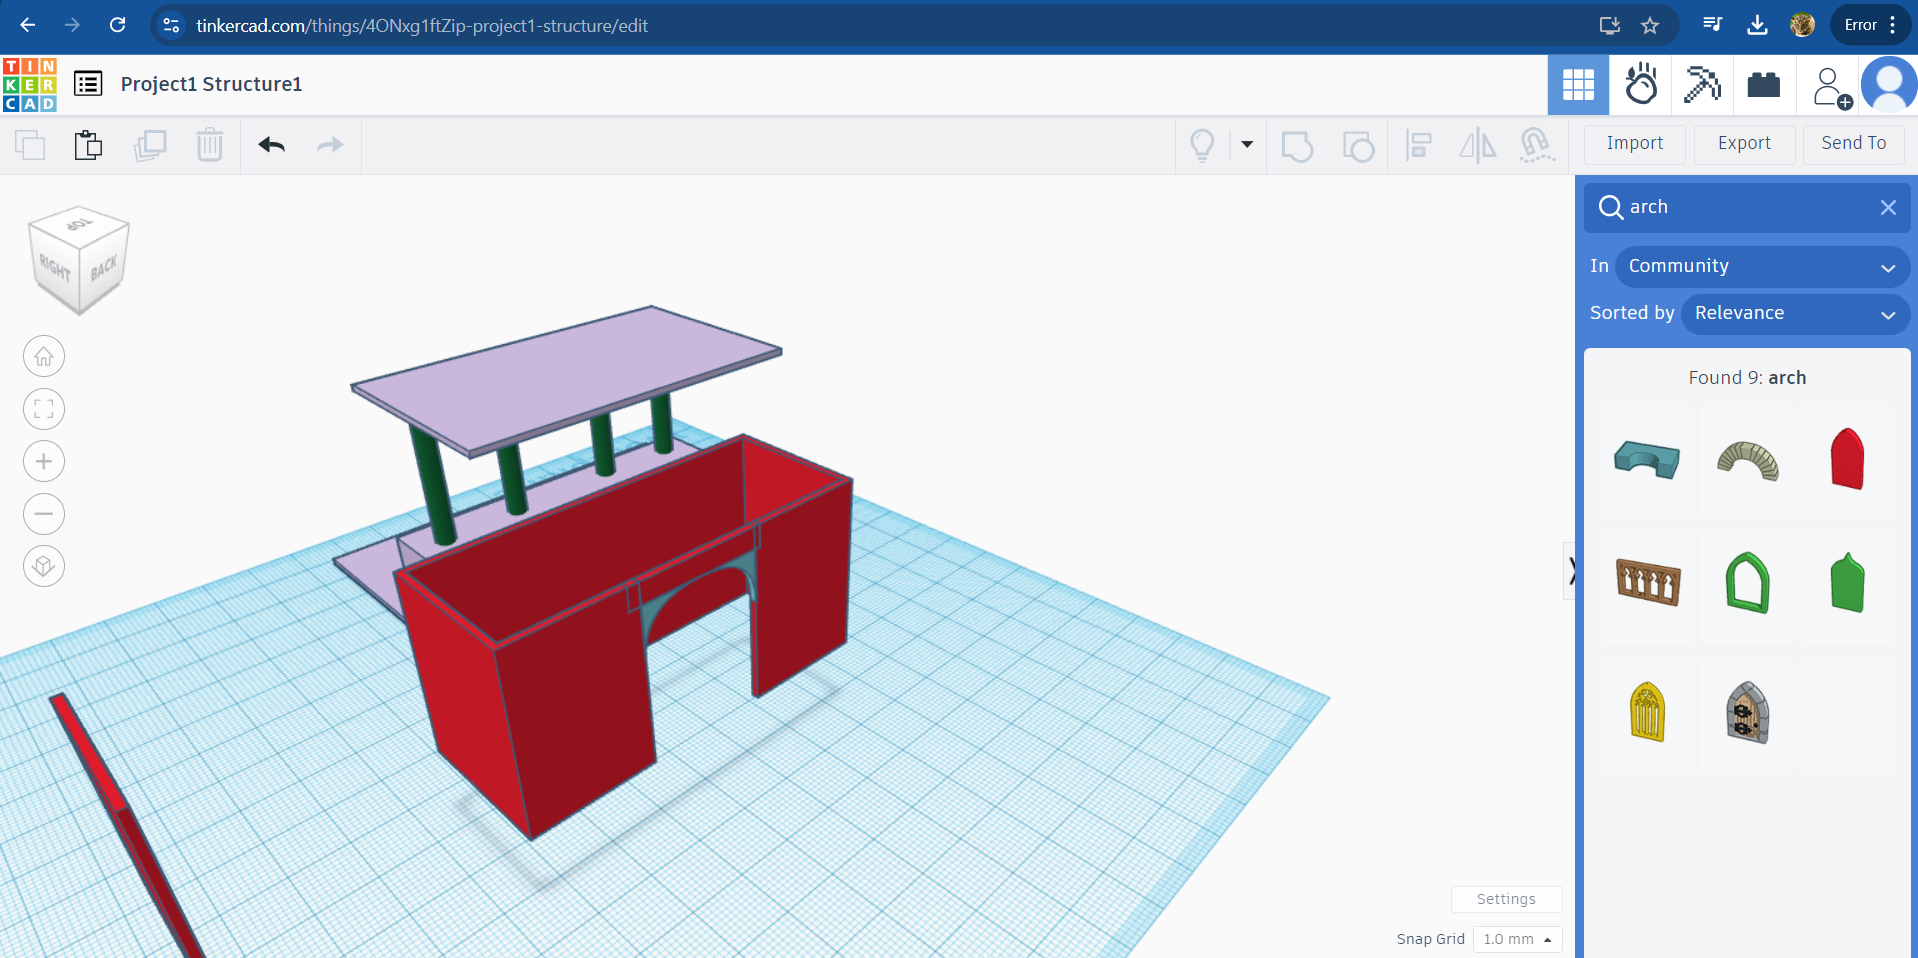 tinkercad.com/things/4ONxg1ftZip-project1-structure/edit
Error
TIN
KER
CAD
Project1 Structure1
Import
Export
Send To
TOP
RIGHT
BACK
arch
In
Community
Sorted by
Relevance
Found 9: arch
Settings
Snap Grid
1.0 mm